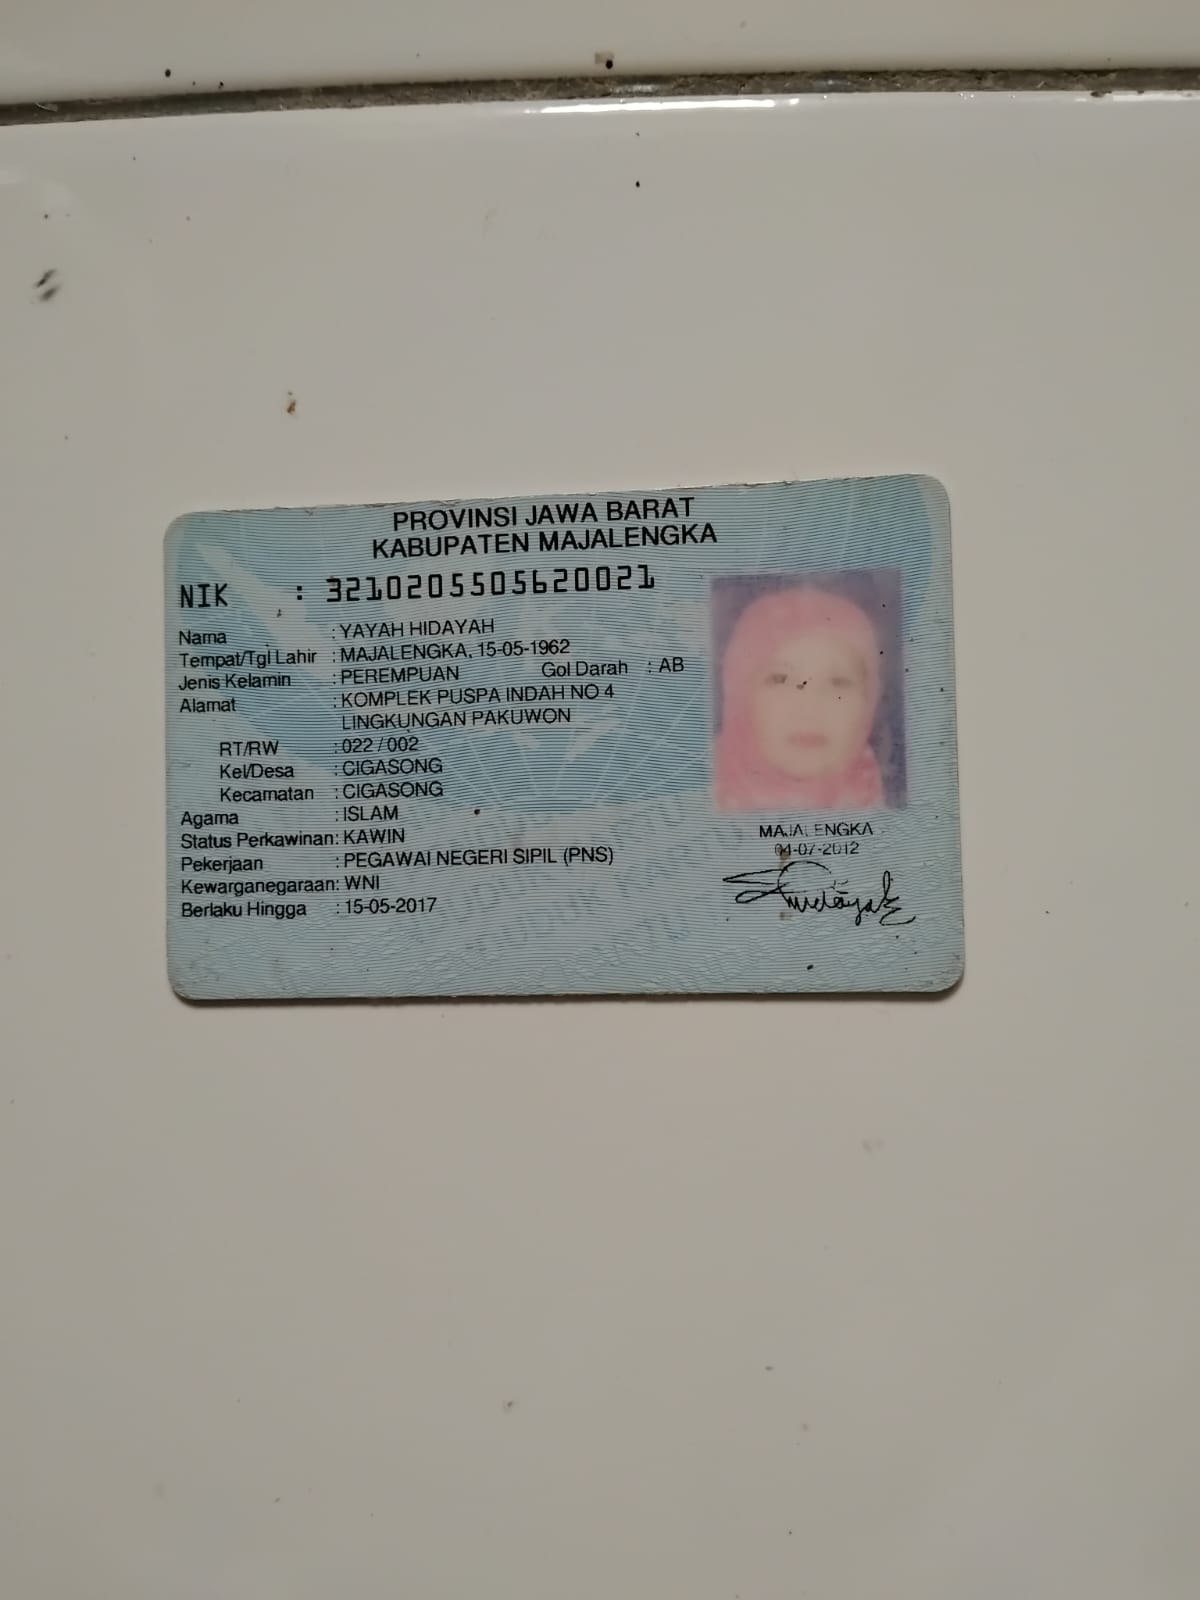 PROVINSI JAWA BARAT
KABUPATEN MAJALENGKA
NIK : 3210205505620021
Nama : YAYAH HIDAYAH
Tempat/Tgl Lahir : MAJALENGKA, 15-05-1962
Jenis Kelamin : PEREMPUAN Gol Darah : AB
Alamat : KOMPLEK PUSPA INDAH NO 4
LINGKUNGAN PAKUWON
RT/RW : 022 / 002
Kel/Desa : CIGASONG
Kecamatan : CIGASONG
Agama : ISLAM
Status Perkawinan: KAWIN
Pekerjaan : PEGAWAI NEGERI SIPIL (PNS)
Kewarganegaraan: WNI
Berlaku Hingga : 15-05-2017
MAJALENGKA
04-07-2012